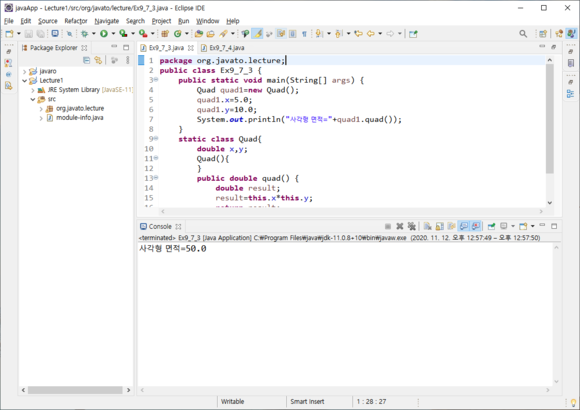 javaApp - Lecture1/src/org/javato/lecture/Ex9_7_3.java - Eclipse IDE
File Edit Source Refactor Navigate Search Project Run Window Help
Package Explorer
javaro
Lecture1
JRE System Library [JavaSE-11]
src
org.javato.lecture
module-info.java
Ex9_7_3.java Ex9_7_4.java
1 package org.javato.lecture;
2 public class Ex9_7_3 {
3 public static void main(String[] args) {
4 Quad quad1=new Quad();
5 quad1.x=5.0;
6 quad1.y=10.0;
7 System.out.println("사각형 면적="+quad1.quad());
8 }
9 static class Quad{
10 double x,y;
11 Quad(){
12 }
13 public double quad() {
14 double result;
15 result=this.x*this.y;
16 return result;
Console
<terminated> Ex9_7_3 [Java Application] C:₩Program Files₩java₩jdk-11.0.8+10₩bin₩javaw.exe (2020. 11. 12. 오후 12:57:49 – 오후 12:57:50)
사각형 면적=50.0
Writable Smart Insert 1 : 28 : 27